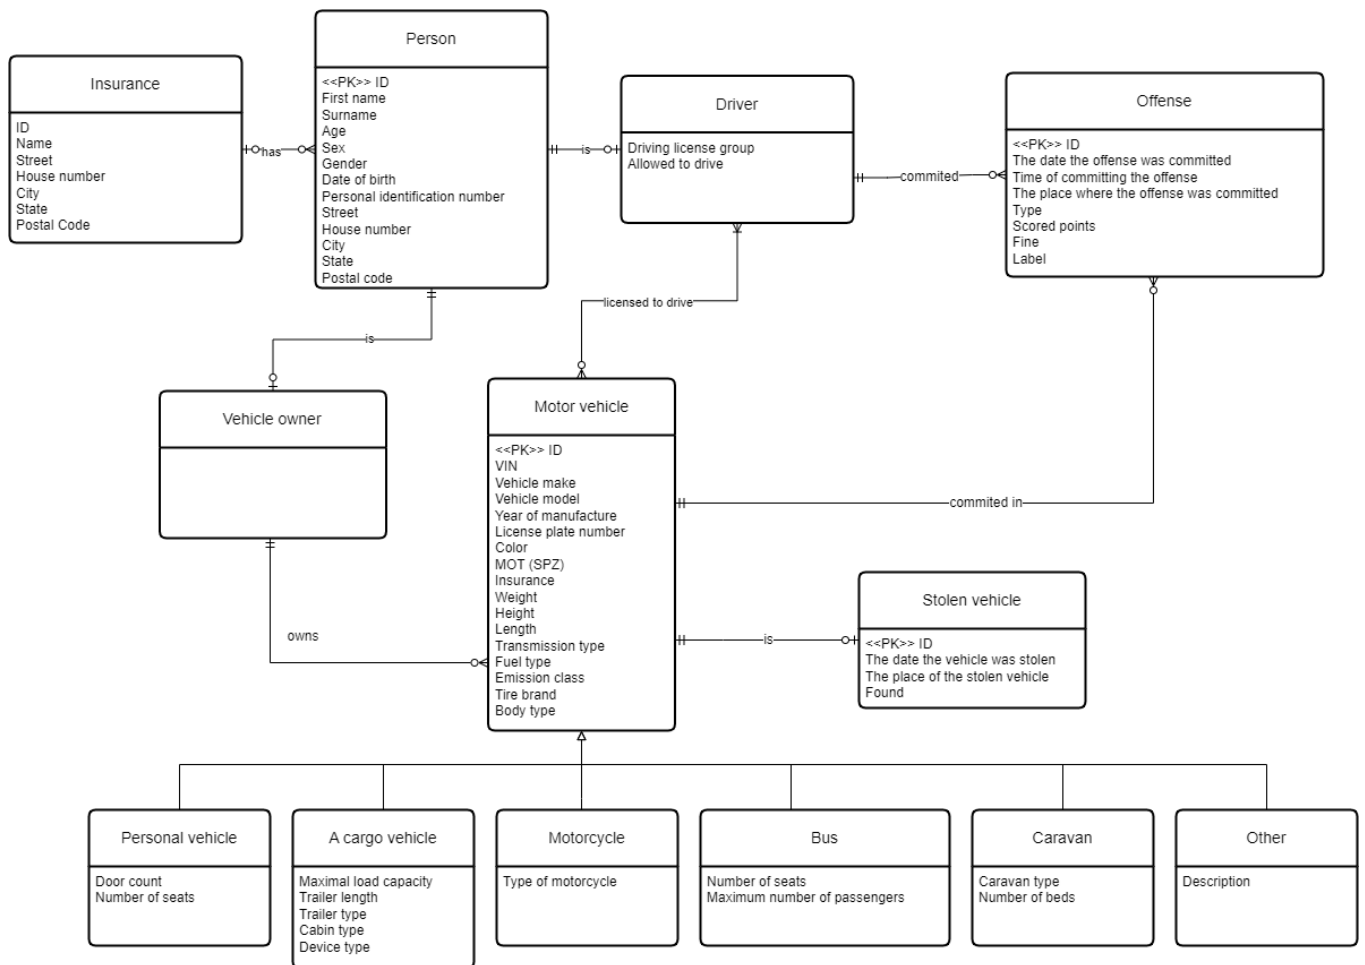 Person
<<PK>> ID
First name
Surname
Age
Sex
Gender
Date of birth
Personal identification number
Street
House number
City
State
Postal code
Insurance
ID
Name
Street
House number
City
State
Postal Code
has
is
Driver
Driving license group
Allowed to drive
commited
Offense
<<PK>> ID
The date the offense was committed
Time of committing the offense
The place where the offense was committed
Type
Scored points
Fine
Label
licensed to drive
is
Vehicle owner
owns
Motor vehicle
<<PK>> ID
VIN
Vehicle make
Vehicle model
Year of manufacture
License plate number
Color
MOT (SPZ)
Insurance
Weight
Height
Length
Transmission type
Fuel type
Emission class
Tire brand
Body type
commited in
is
Stolen vehicle
<<PK>> ID
The date the vehicle was stolen
The place of the stolen vehicle
Found
Personal vehicle
Door count
Number of seats
A cargo vehicle
Maximal load capacity
Trailer length
Trailer type
Cabin type
Device type
Motorcycle
Type of motorcycle
Bus
Number of seats
Maximum number of passengers
Caravan
Caravan type
Number of beds
Other
Description